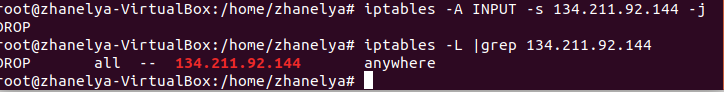 root@zhanelya-VirtualBox:/home/zhanelya# iptables -A INPUT -s 134.211.92.144 -j
DROP
root@zhanelya-VirtualBox:/home/zhanelya# iptables -L |grep 134.211.92.144
DROP       all  --  134.211.92.144       anywhere
root@zhanelya-VirtualBox:/home/zhanelya#